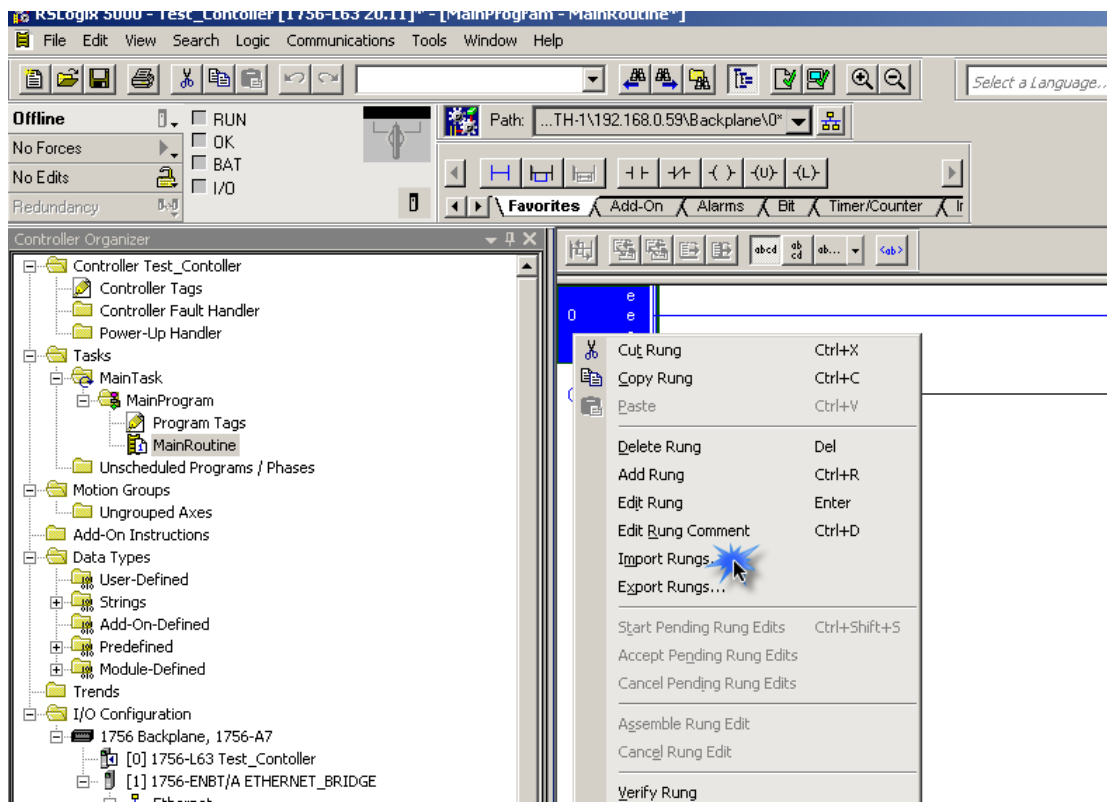 RSLogix 5000 - Test_Contoller [1756-L63 20.11]* - [MainProgram - MainRoutine*]
File Edit View Search Logic Communications Tools Window Help
Select a Language...
Offline
RUN
Path: ...TH-1\192.168.0.59\Backplane\0*
No Forces
OK
No Edits
BAT
I/O
Redundancy
Favorites Add-On Alarms Bit Timer/Counter
Controller Organizer
abcd ab cd ab... <ab>
Controller Test_Contoller
Controller Tags
Controller Fault Handler
Power-Up Handler
Tasks
MainTask
MainProgram
Program Tags
MainRoutine
Unscheduled Programs / Phases
Motion Groups
Ungrouped Axes
Add-On Instructions
Data Types
User-Defined
Strings
Add-On-Defined
Predefined
Module-Defined
Trends
I/O Configuration
1756 Backplane, 1756-A7
[0] 1756-L63 Test_Contoller
[1] 1756-ENBT/A ETHERNET_BRIDGE
Ethernet
e
0 e
Cut Rung Ctrl+X
Copy Rung Ctrl+C
Paste Ctrl+V
Delete Rung Del
Add Rung Ctrl+R
Edit Rung Enter
Edit Rung Comment Ctrl+D
Import Rungs...
Export Rungs...
Start Pending Rung Edits Ctrl+Shift+S
Accept Pending Rung Edits
Cancel Pending Rung Edits
Assemble Rung Edit
Cancel Rung Edit
Verify Rung